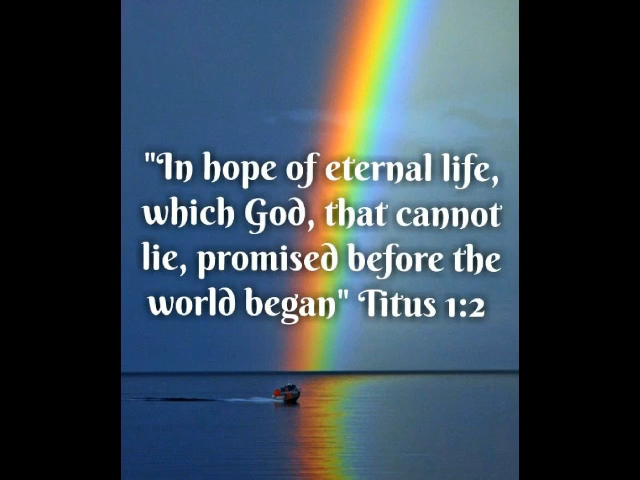 "In hope of eternal life,
which God, that cannot
lie, promised before the
world began" Titus 1:2